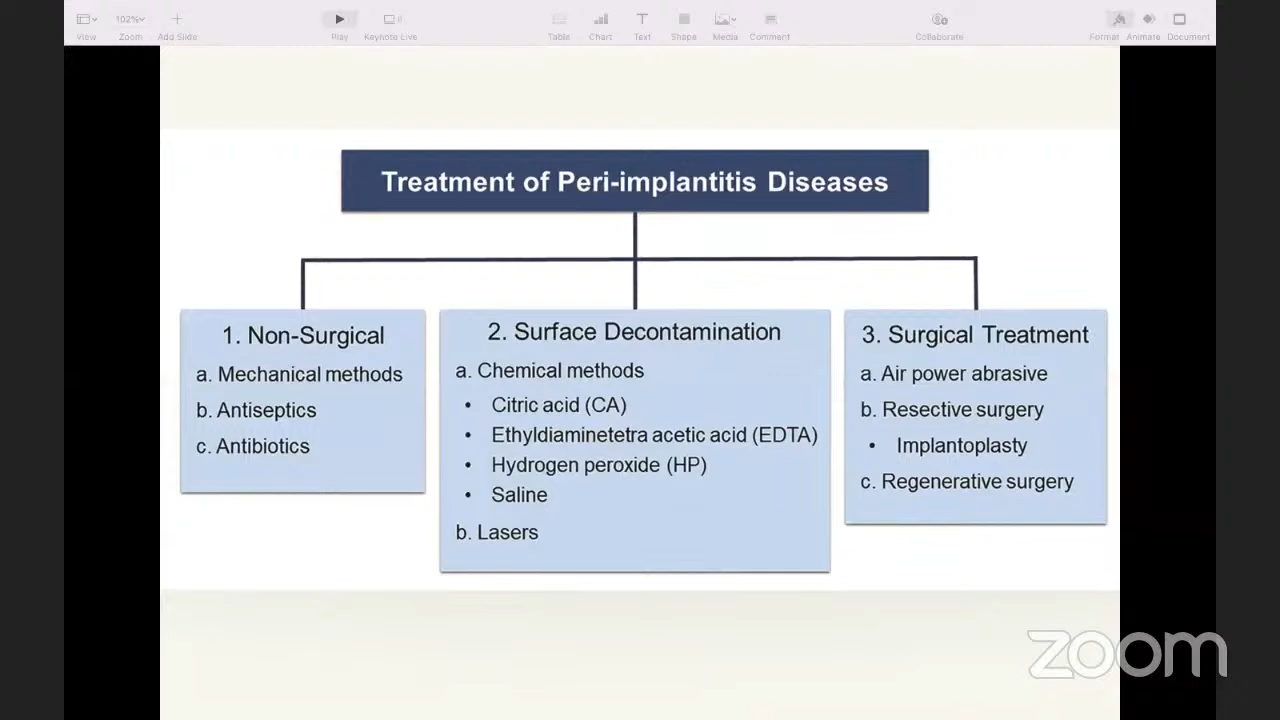 102%
View
Zoom
Add Slide
Play
Keynote Live
Table
Chart
Text
Shape
Media
Comment
Collaborate
Format
Animate
Document
Treatment of Peri-implantitis Diseases
1. Non-Surgical
a. Mechanical methods
b. Antiseptics
c. Antibiotics
2. Surface Decontamination
a. Chemical methods
• Citric acid (CA)
• Ethyldiaminetetra acetic acid (EDTA)
• Hydrogen peroxide (HP)
• Saline
b. Lasers
3. Surgical Treatment
a. Air power abrasive
b. Resective surgery
• Implantoplasty
c. Regenerative surgery
zoom